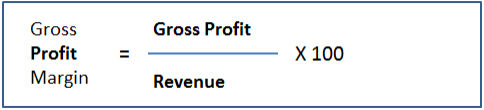 Gross
Profit
Margin
=
Gross Profit
Revenue
X 100